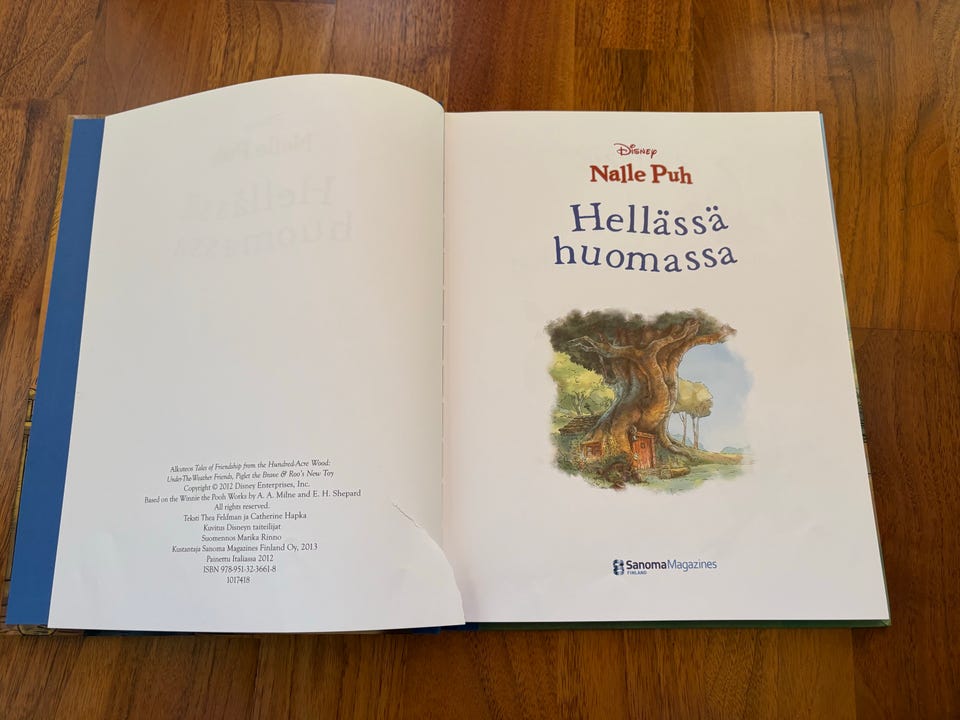 Alkuteos Tales of Friendship from the Hundred-Acre Wood:
Under-The-Weather Friends, Piglet the Brave & Roo's New Toy
Copyright © 2012 Disney Enterprises, Inc.
Based on the Winnie the Pooh Works by A. A. Milne and E. H. Shepard
All rights reserved.
Teksti Thea Feldman ja Catherine Hapka
Kuvitus Disneyn taiteilijat
Suomennos Marika Rinno
Kustantaja Sanoma Magazines Finland Oy, 2013
Painettu Italiassa 2012
ISBN 978-951-32-3661-8
1017418
Disney
Nalle Puh
Hellässä
huomassa
SanomaMagazines
FINLAND